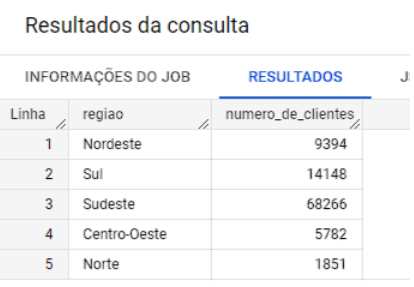 Resultados da consulta
INFORMAÇÕES DO JOB RESULTADOS
Linha regiao numero_de_clientes
1 Nordeste 9394
2 Sul 14148
3 Sudeste 68266
4 Centro-Oeste 5782
5 Norte 1851